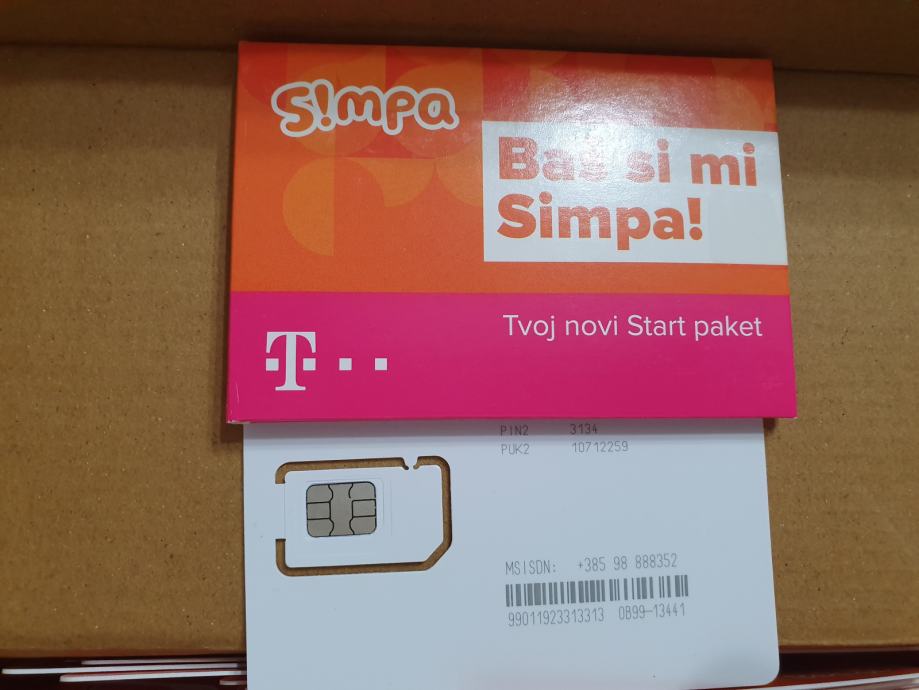 S!mpa
Baš si mi
Simpa!
Tvoj novi Start paket
T
PIN2 3134
PUK2 10712259
MSISDN: +385 98 888352
99011923313313 0B99-13441